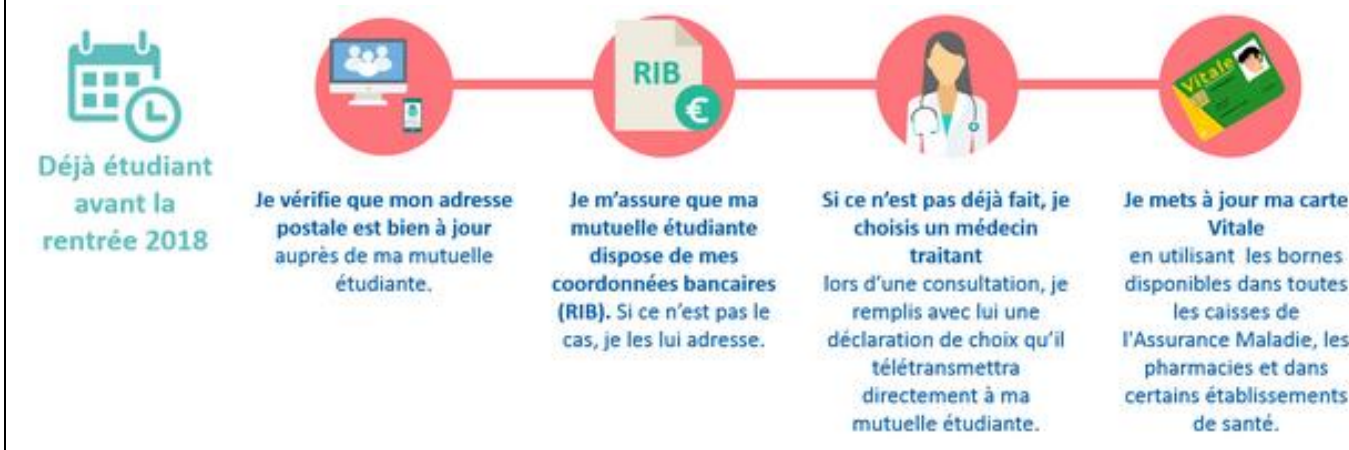 Déjà étudiant
avant la
rentrée 2018
Je vérifie que mon adresse
postale est bien à jour
auprès de ma mutuelle
étudiante.
RIB
€
Je m'assure que ma
mutuelle étudiante
dispose de mes
coordonnées bancaires
(RIB). Si ce n'est pas le
cas, je les lui adresse.
Si ce n'est pas déjà fait, je
choisis un médecin
traitant
lors d'une consultation, je
remplis avec lui une
déclaration de choix qu'il
télétransmettra
directement à ma
mutuelle étudiante.
Vitale
Je mets à jour ma carte
Vitale
en utilisant les bornes
disponibles dans toutes
les caisses de
l'Assurance Maladie, les
pharmacies et dans
certains établissements
de santé.